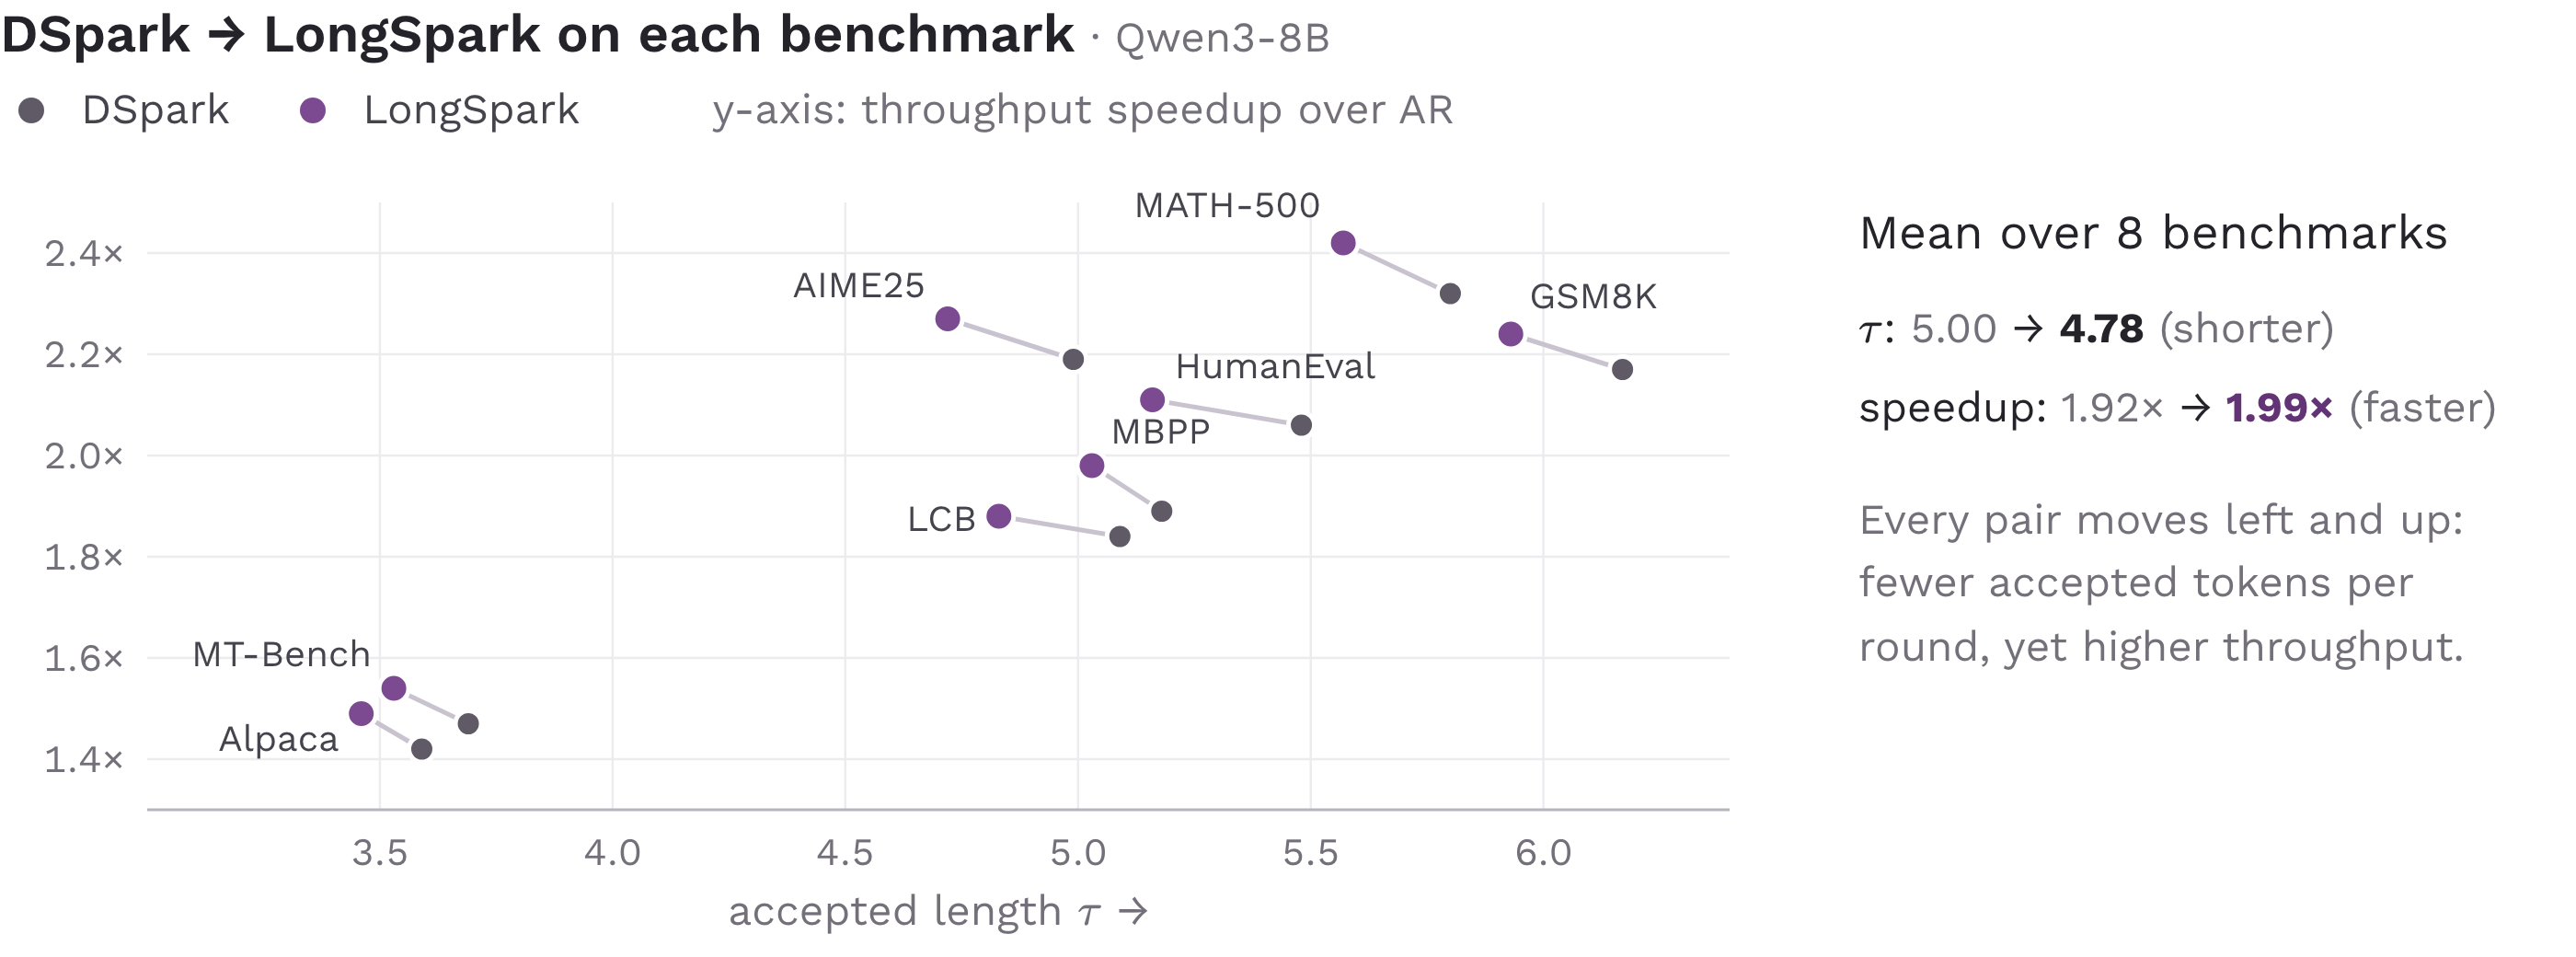 DSpark → LongSpark on each benchmark · Qwen3-8B
DSpark LongSpark y-axis: throughput speedup over AR
MATH-500
2.4×
AIME25
GSM8K
2.2×
HumanEval
MBPP
2.0×
LCB
1.8×
MT-Bench
1.6×
Alpaca
1.4×
3.5 4.0 4.5 5.0 5.5 6.0
accepted length τ →
Mean over 8 benchmarks
τ: 5.00 → 4.78 (shorter)
speedup: 1.92× → 1.99× (faster)
Every pair moves left and up:
fewer accepted tokens per
round, yet higher throughput.